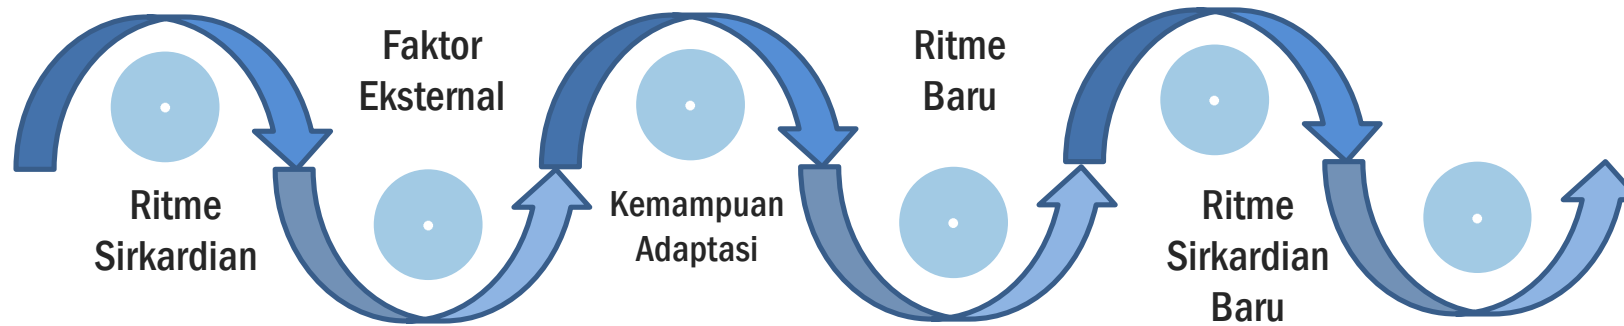 Ritme
Sirkardian
Faktor
Eksternal
Kemampuan
Adaptasi
Ritme
Baru
Ritme
Sirkardian
Baru